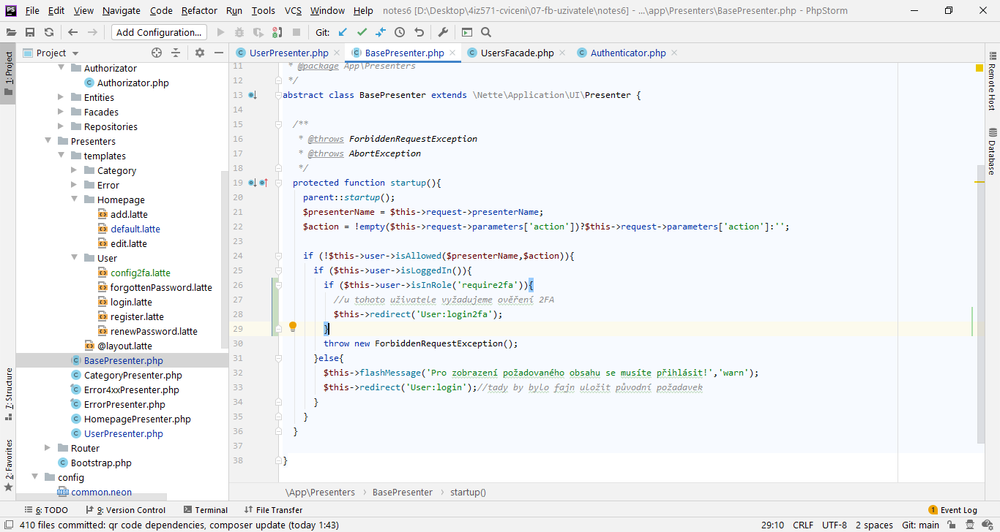 PS File Edit View Navigate Code Refactor Run Tools VCS Window Help notes6 [D:\Desktop\4iz571-cviceni\07-fb-uzivatele\notes6] - ...\app\Presenters\BasePresenter.php - PhpStorm
Add Configuration... Git:
Project
UserPresenter.php BasePresenter.php UsersFacade.php Authenticator.php
1: Project
7: Structure
2: Favorites
Authorizator
Authorizator.php
Entities
Facades
Repositories
Presenters
templates
Category
Error
Homepage
add.latte
default.latte
edit.latte
User
config2fa.latte
forgottenPassword.latte
login.latte
register.latte
renewPassword.latte
@layout.latte
BasePresenter.php
CategoryPresenter.php
Error4xxPresenter.php
ErrorPresenter.php
HomepagePresenter.php
UserPresenter.php
Router
Bootstrap.php
config
common.neon
11 * @package App\Presenters
12 */
13 abstract class BasePresenter extends \Nette\Application\UI\Presenter {
14
15 /**
16 * @throws ForbiddenRequestException
17 * @throws AbortException
18 */
19 protected function startup(){
20 parent::startup();
21 $presenterName = $this->request->presenterName;
22 $action = !empty($this->request->parameters['action'])?$this->request->parameters['action']:'';
23
24 if (!$this->user->isAllowed($presenterName,$action)){
25 if ($this->user->isLoggedIn()){
26 if ($this->user->isInRole('require2fa')){
27 //u tohoto uživatele vyžadujeme ověření 2FA
28 $this->redirect('User:login2fa');
29 }
30 throw new ForbiddenRequestException();
31 }else{
32 $this->flashMessage('Pro zobrazení požadovaného obsahu se musíte přihlásit!','warn');
33 $this->redirect('User:login');//tady by bylo fajn uložit původní požadavek
34 }
35 }
36 }
37
38 }
Remote Host
Database
\App\Presenters › BasePresenter › startup()
6: TODO 9: Version Control Terminal File Transfer 1 Event Log
410 files committed: qr code dependencies, composer update (today 1:43) 29:10 CRLF UTF-8 2 spaces Git: main